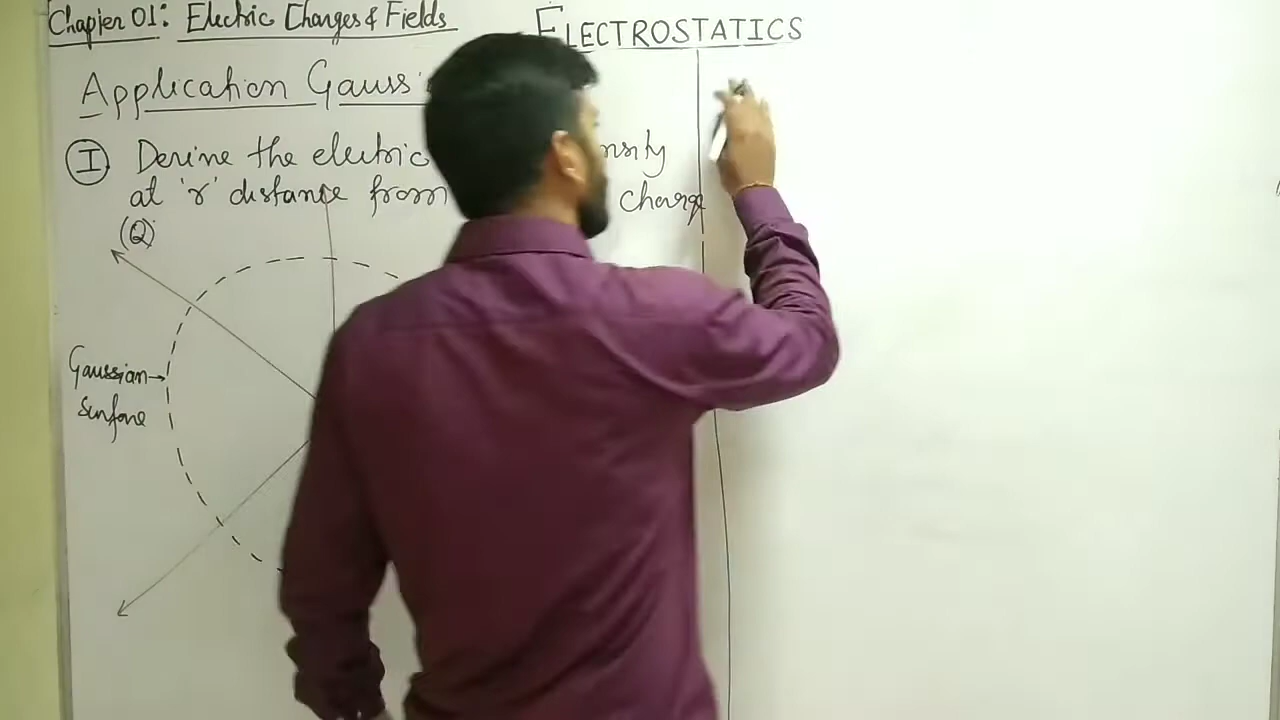 Chapter 01: Electric Charges & Fields
ELECTROSTATICS
Application Gauss'
I Derive the electric
at 'r' distance from charge
(Q)
Gaussian
Surface